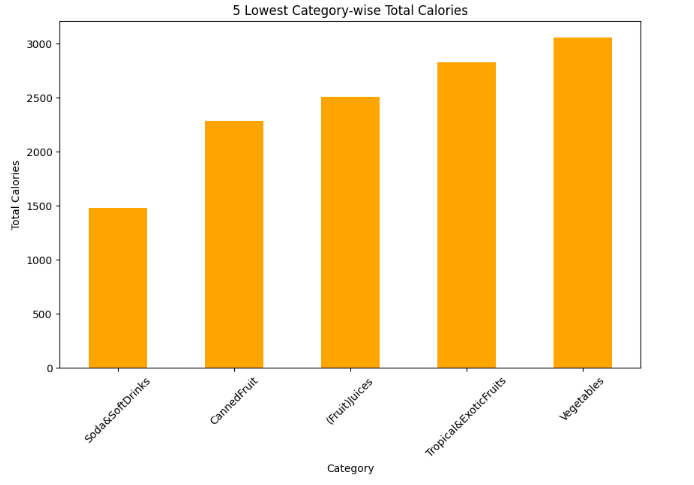 5 Lowest Category-wise Total Calories
Total Calories
3000
2500
2000
1500
1000
500
0
Soda&SoftDrinks
CannedFruit
(Fruit)Juices
Tropical&ExoticFruits
Vegetables
Category